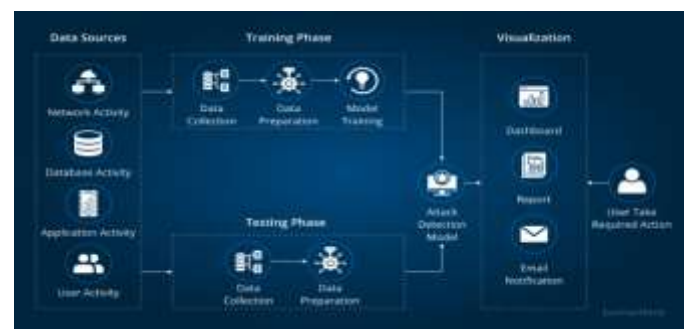 Data Sources
Training Phase
Visualization
Network Activity
Database Activity
Application Activity
User Activity
Data
Collection
Data
Preparation
Model
Training
Testing Phase
Data
Collection
Data
Preparation
Attack
Detection
Model
Dashboard
Report
Email
Notification
User Take
Required Action